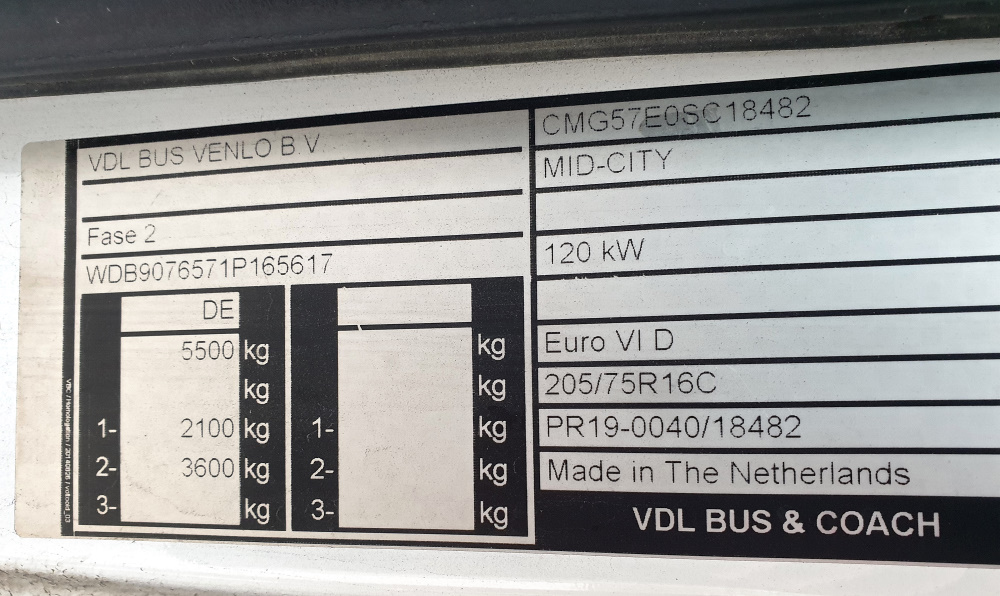 VDL BUS VENLO B.V.
Fase 2
WDB9076571P165617
DE
5500 kg
kg
1- 2100 kg
2- 3600 kg
3- kg
kg
kg
1- kg
2- kg
3- kg
CMG57E0SC18482
MID-CITY
120 kW
Euro VI D
205/75R16C
PR19-0040/18482
Made in The Netherlands
VDL BUS & COACH